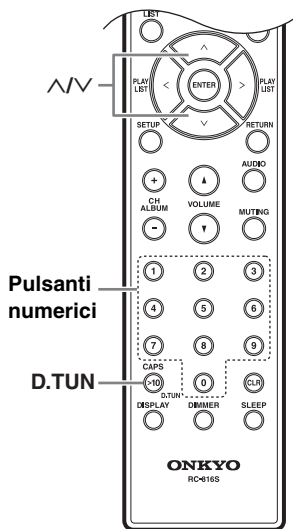 LIST
PLAY
LIST
ENTER
PLAY
LIST
SETUP
RETURN
AUDIO
CH
ALBUM
VOLUME
MUTING
+
-
Pulsanti
numerici
1 2 3
4 5 6
7 8 9
CAPS
D.TUN
>10
0
CLR
D.TUN
DISPLAY
DIMMER
SLEEP
ONKYO
RC-816S